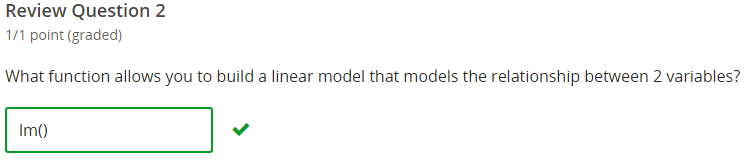 Review Question 2
1/1 point (graded)
What function allows you to build a linear model that models the relationship between 2 variables?
lm()